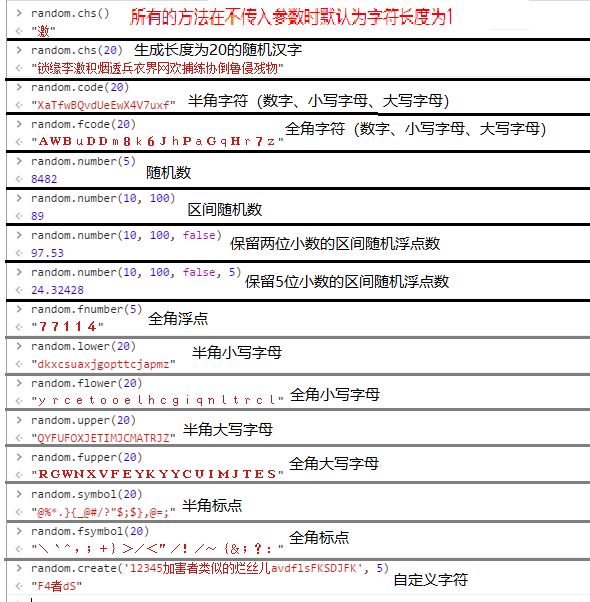 > random.chs() 所有的方法在不传入参数时默认为字符长度为1
< "激"
> random.chs(20) 生成长度为20的随机汉字
< "锁缘李激积烟透兵衣界网欢捕练协倒鲁侵残物"
> random.code(20)
< "XaTfwBQvdUeEwX4V7uxf" 半角字符（数字、小写字母、大写字母）
> random.fcode(20) 全角字符（数字、小写字母、大写字母）
< "ＡＷＢｕＤＤｍ８ｋ６ＪｈＰａＧｑＨｒ７ｚ"
> random.number(5) 随机数
< 8482
> random.number(10, 100) 区间随机数
< 89
> random.number(10, 100, false) 保留两位小数的区间随机浮点数
< 97.53
> random.number(10, 100, false, 5) 保留5位小数的区间随机浮点数
< 24.32428
> random.fnumber(5) 全角浮点
< "７７１１４"
> random.lower(20) 半角小写字母
< "dkxcsuaxjgopttcjapmz"
> random.flower(20) 全角小写字母
< "ｙｒｃｅｔｏｏｅｌｈｃｇｉｑｎｌｔｒｃｌ"
> random.upper(20) 半角大写字母
< "QYFUFOXJETIMJCMATRJZ"
> random.fupper(20) 全角大写字母
< "ＲＧＷＮＸＶＦＥＹＫＹＹＣＵＩＭＪＴＥＳ"
> random.symbol(20) 半角标点
< "@%*.}{_@#/?"$;$},@=;"
> random.fsymbol(20) 全角标点
< "＼｀＾，；＋｝＞／＜＂／！／～｛＆；？："
> random.create('12345加害者类似的烂丝儿avdflsFKSDJFK', 5) 自定义字符
< "F4者dS"